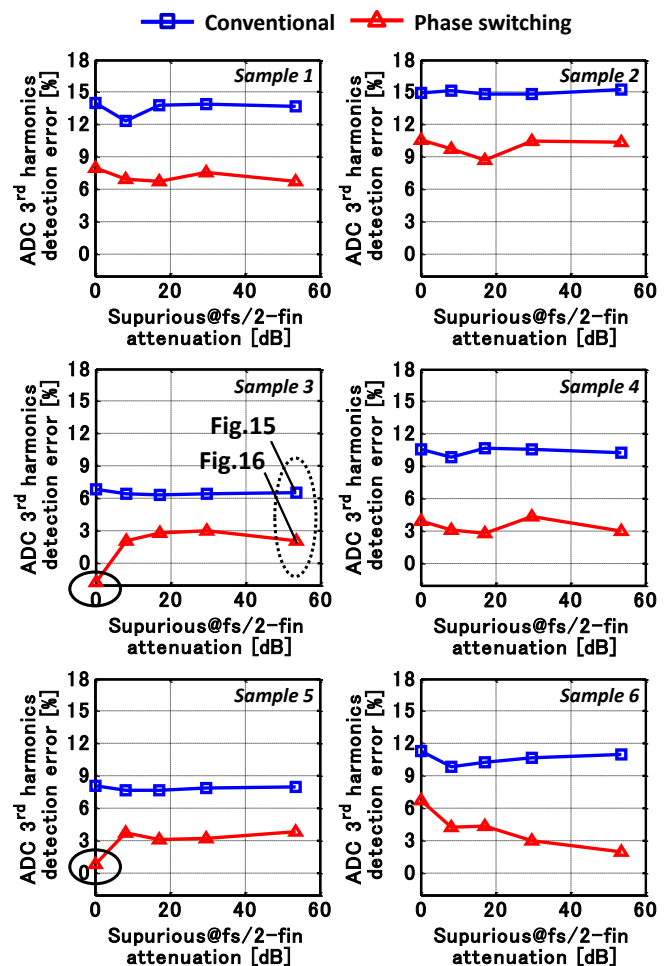 Conventional Phase switching
Sample 1
ADC 3rd harmonics
detection error [%]
18
15
12
9
6
3
0
0 20 40 60
Supurious@fs/2-fin
attenuation [dB]
Sample 2
ADC 3rd harmonics
detection error [%]
18
15
12
9
6
3
0
0 20 40 60
Supurious@fs/2-fin
attenuation [dB]
Sample 3
ADC 3rd harmonics
detection error [%]
18
15
12
9
6
3
0
Fig.15
Fig.16
0 20 40 60
Supurious@fs/2-fin
attenuation [dB]
Sample 4
ADC 3rd harmonics
detection error [%]
18
15
12
9
6
3
0
0 20 40 60
Supurious@fs/2-fin
attenuation [dB]
Sample 5
ADC 3rd harmonics
detection error [%]
18
15
12
9
6
3
0
0 20 40 60
Supurious@fs/2-fin
attenuation [dB]
Sample 6
ADC 3rd harmonics
detection error [%]
18
15
12
9
6
3
0
0 20 40 60
Supurious@fs/2-fin
attenuation [dB]